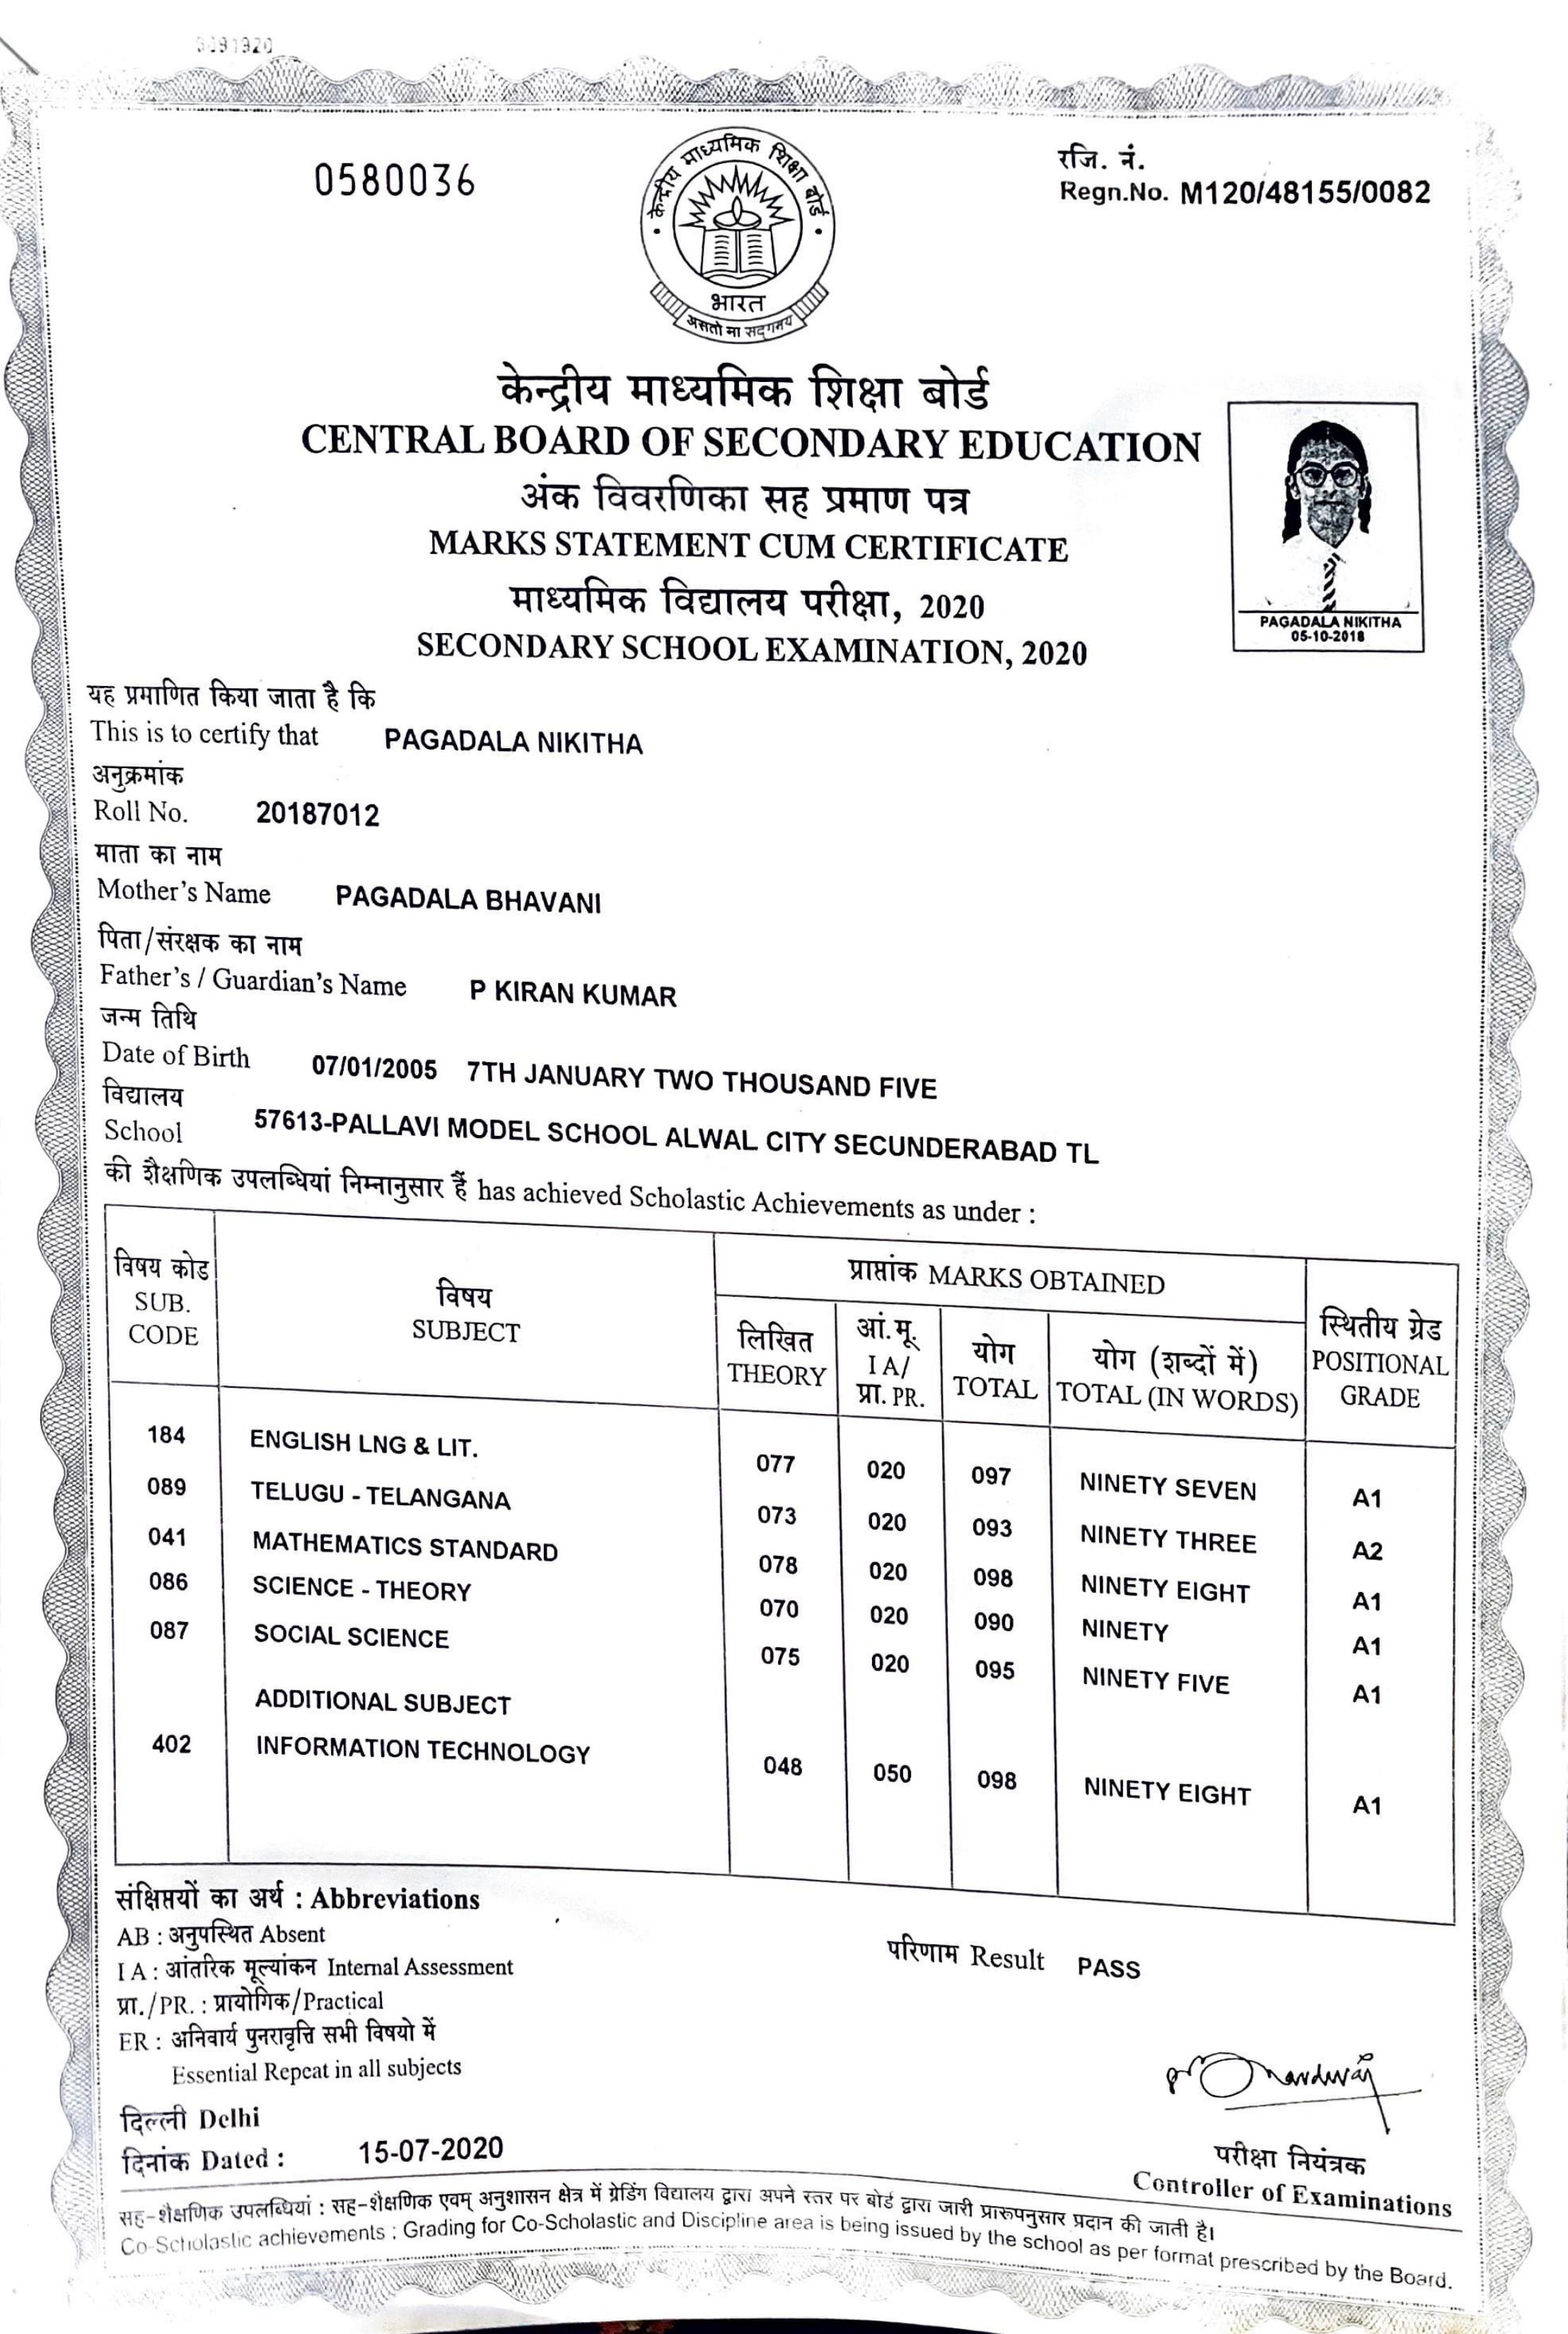 0091920
0580036
रजि. नं.
Regn.No. M120/48155/0082
केन्द्रीय माध्यमिक शिक्षा बोर्ड
भारत
असतो मा सद्गमय
केन्द्रीय माध्यमिक शिक्षा बोर्ड
CENTRAL BOARD OF SECONDARY EDUCATION
अंक विवरणिका सह प्रमाण पत्र
MARKS STATEMENT CUM CERTIFICATE
माध्यमिक विद्यालय परीक्षा, 2020
SECONDARY SCHOOL EXAMINATION, 2020
PAGADALA NIKITHA
05-10-2018
यह प्रमाणित किया जाता है कि
This is to certify that PAGADALA NIKITHA
अनुक्रमांक
Roll No. 20187012
माता का नाम
Mother's Name PAGADALA BHAVANI
पिता/संरक्षक का नाम
Father's / Guardian's Name P KIRAN KUMAR
जन्म तिथि
Date of Birth 07/01/2005 7TH JANUARY TWO THOUSAND FIVE
विद्यालय
School 57613-PALLAVI MODEL SCHOOL ALWAL CITY SECUNDERABAD TL
की शैक्षणिक उपलब्धियां निम्नानुसार हैं has achieved Scholastic Achievements as under :
विषय कोड
SUB.
CODE
विषय
SUBJECT
प्राप्तांक MARKS OBTAINED
लिखित
THEORY
आं.मू.
I A/
प्रा. PR.
योग
TOTAL
योग (शब्दों में)
TOTAL (IN WORDS)
स्थितीय ग्रेड
POSITIONAL
GRADE
184 ENGLISH LNG & LIT. 077 020 097 NINETY SEVEN A1
089 TELUGU - TELANGANA 073 020 093 NINETY THREE A2
041 MATHEMATICS STANDARD 078 020 098 NINETY EIGHT A1
086 SCIENCE - THEORY 070 020 090 NINETY A1
087 SOCIAL SCIENCE 075 020 095 NINETY FIVE A1
ADDITIONAL SUBJECT
402 INFORMATION TECHNOLOGY 048 050 098 NINETY EIGHT A1
संक्षिप्तयों का अर्थ : Abbreviations
AB : अनुपस्थित Absent
I A : आंतरिक मूल्यांकन Internal Assessment
प्रा./PR. : प्रायोगिक/Practical
ER : अनिवार्य पुनरावृत्ति सभी विषयो में
Essential Repeat in all subjects
परिणाम Result PASS
दिल्ली Delhi
दिनांक Dated : 15-07-2020
परीक्षा नियंत्रक
Controller of Examinations
सह-शैक्षणिक उपलब्धियां : सह-शैक्षणिक एवम् अनुशासन क्षेत्र में ग्रेडिंग विद्यालय द्वारा अपने स्तर पर बोर्ड द्वारा जारी प्रारूपनुसार प्रदान की जाती है।
Co-Scholastic achievements : Grading for Co-Scholastic and Discipline area is being issued by the school as per format prescribed by the Board.